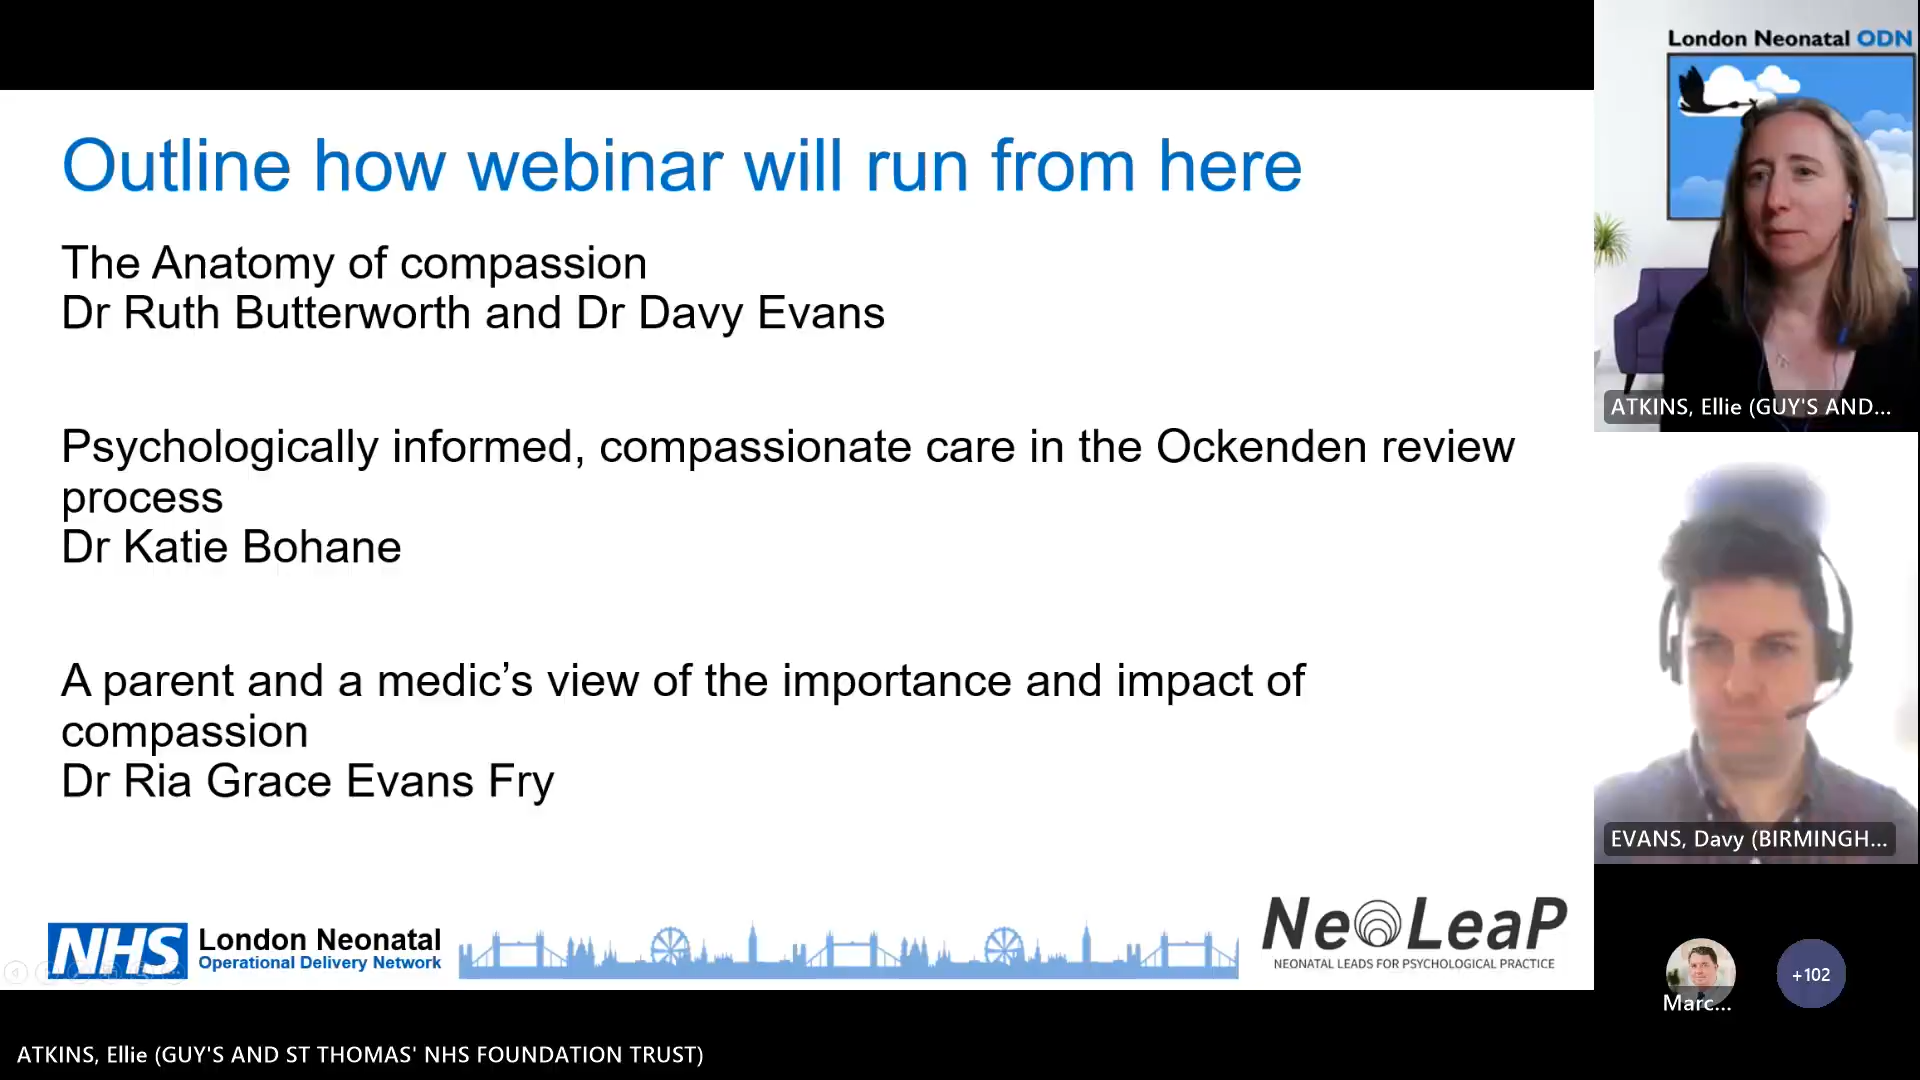 Outline how webinar will run from here
The Anatomy of compassion
Dr Ruth Butterworth and Dr Davy Evans
Psychologically informed, compassionate care in the Ockenden review
process
Dr Katie Bohane
A parent and a medic’s view of the importance and impact of
compassion
Dr Ria Grace Evans Fry
NHS
London Neonatal
Operational Delivery Network
NeoLeaP
NEONATAL LEADS FOR PSYCHOLOGICAL PRACTICE
London Neonatal ODN
ATKINS, Ellie (GUY'S AND...
EVANS, Davy (BIRMINGH...
Marc...
+102
ATKINS, Ellie (GUY'S AND ST THOMAS' NHS FOUNDATION TRUST)